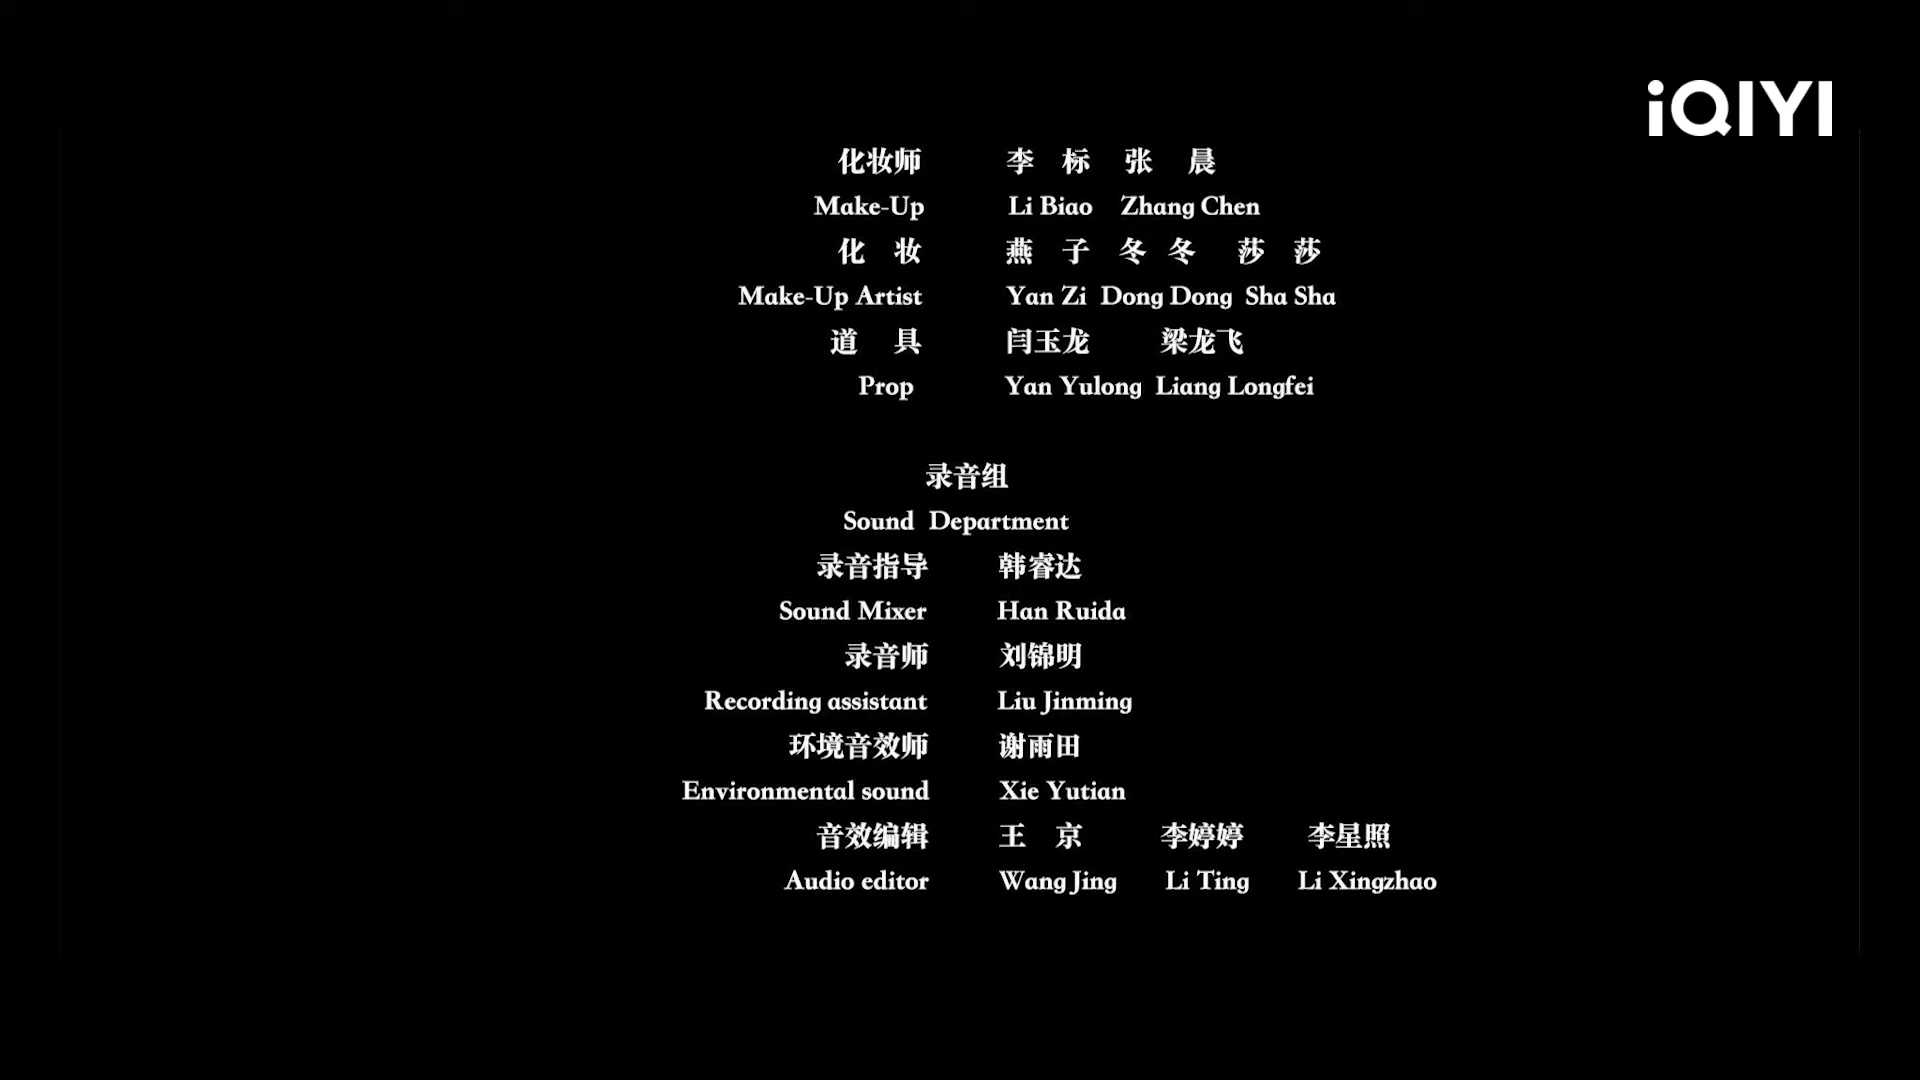 iQIYI
化妆师 李 标 张 晨
Make-Up Li Biao Zhang Chen
化 妆 燕 子 冬 冬 莎 莎
Make-Up Artist Yan Zi Dong Dong Sha Sha
道 具 闫玉龙 梁龙飞
Prop Yan Yulong Liang Longfei
录音组
Sound Department
录音指导 韩睿达
Sound Mixer Han Ruida
录音师 刘锦明
Recording assistant Liu Jinming
环境音效师 谢雨田
Environmental sound Xie Yutian
音效编辑 王 京 李婷婷 李星照
Audio editor Wang Jing Li Ting Li Xingzhao